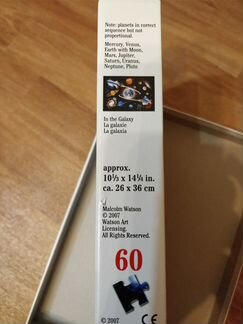 Note: planets in correct
sequence but not
proportional.
Mercury, Venus,
Earth with Moon,
Mars, Jupiter,
Saturn, Uranus,
Neptune, Pluto
In the Galaxy
La galaxie
La galaxia
approx.
10⅓ x 14¼ in.
ca. 26 x 36 cm
Malcolm Watson
© 2007
Watson Art
Licensing.
All Rights Reserved.
60
© 2007 CE